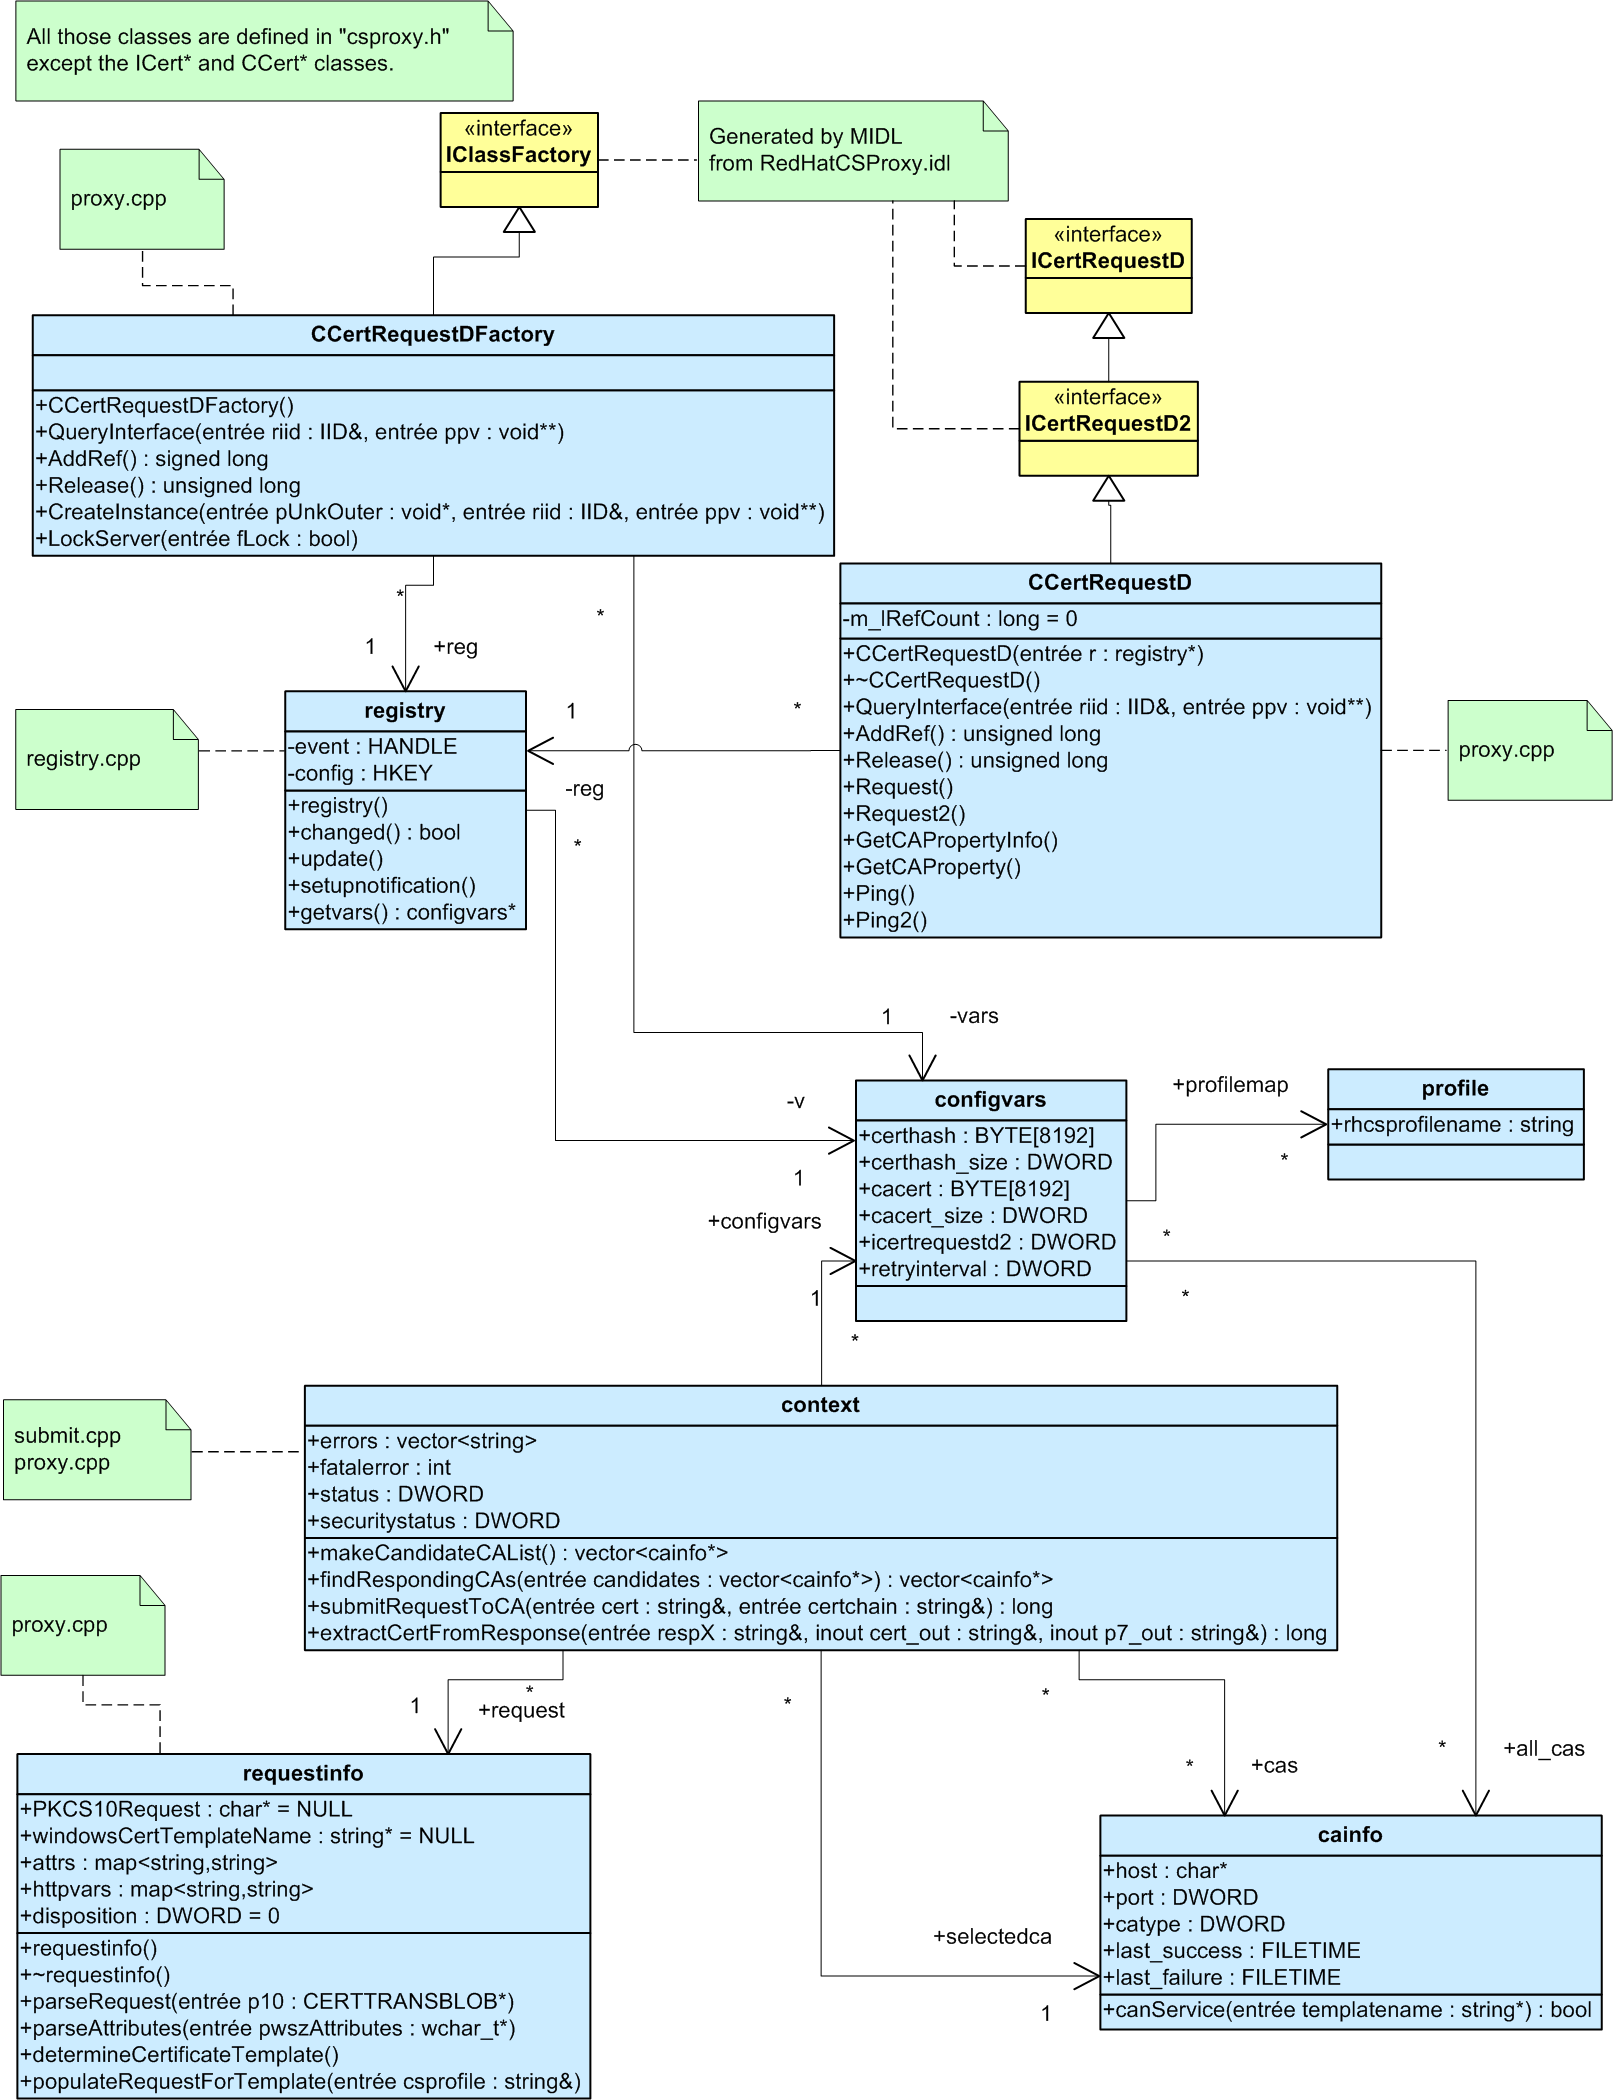 All those classes are defined in "csproxy.h"
except the ICert* and CCert* classes.
«interface»
IClassFactory
Generated by MIDL
from RedHatCSProxy.idl
proxy.cpp
«interface»
ICertRequestD
CCertRequestDFactory
+CCertRequestDFactory()
+QueryInterface(entrée riid : IID&, entrée ppv : void**)
+AddRef() : signed long
+Release() : unsigned long
+CreateInstance(entrée pUnkOuter : void*, entrée riid : IID&, entrée ppv : void**)
+LockServer(entrée fLock : bool)
«interface»
ICertRequestD2
*
1
+reg
*
CCertRequestD
-m_lRefCount : long = 0
+CCertRequestD(entrée r : registry*)
+~CCertRequestD()
+QueryInterface(entrée riid : IID&, entrée ppv : void**)
+AddRef() : unsigned long
+Release() : unsigned long
+Request()
+Request2()
+GetCAPropertyInfo()
+GetCAProperty()
+Ping()
+Ping2()
proxy.cpp
registry.cpp
registry
-event : HANDLE
-config : HKEY
+registry()
+changed() : bool
+update()
+setupnotification()
+getvars() : configvars*
1
*
-reg
*
1
-vars
-v
1
+configvars
1
*
configvars
+certhash : BYTE[8192]
+certhash_size : DWORD
+cacert : BYTE[8192]
+cacert_size : DWORD
+icertrequestd2 : DWORD
+retryinterval : DWORD
+profilemap
*
*
*
profile
+rhcsprofilename : string
submit.cpp
proxy.cpp
context
+errors : vector<string>
+fatalerror : int
+status : DWORD
+securitystatus : DWORD
+makeCandidateCAList() : vector<cainfo*>
+findRespondingCAs(entrée candidates : vector<cainfo*>) : vector<cainfo*>
+submitRequestToCA(entrée cert : string&, entrée certchain : string&) : long
+extractCertFromResponse(entrée respX : string&, inout cert_out : string&, inout p7_out : string&) : long
proxy.cpp
1
*
+request
*
*
*
+cas
*
+all_cas
requestinfo
+PKCS10Request : char* = NULL
+windowsCertTemplateName : string* = NULL
+attrs : map<string,string>
+httpvars : map<string,string>
+disposition : DWORD = 0
+requestinfo()
+~requestinfo()
+parseRequest(entrée p10 : CERTTRANSBLOB*)
+parseAttributes(entrée pwszAttributes : wchar_t*)
+determineCertificateTemplate()
+populateRequestForTemplate(entrée csprofile : string&)
+selectedca
1
cainfo
+host : char*
+port : DWORD
+catype : DWORD
+last_success : FILETIME
+last_failure : FILETIME
+canService(entrée templatename : string*) : bool